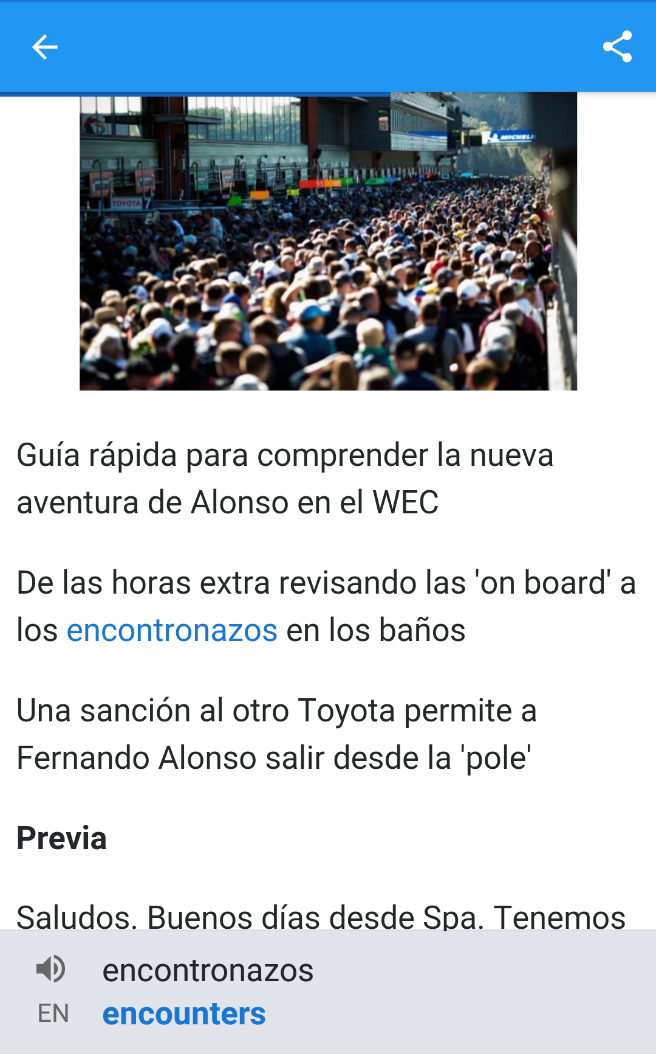 MICHELIN
TOYOTA
Guía rápida para comprender la nueva
aventura de Alonso en el WEC
De las horas extra revisando las 'on board' a
los encontronazos en los baños
Una sanción al otro Toyota permite a
Fernando Alonso salir desde la 'pole'
Previa
Saludos. Buenos días desde Spa. Tenemos
encontronazos
EN encounters